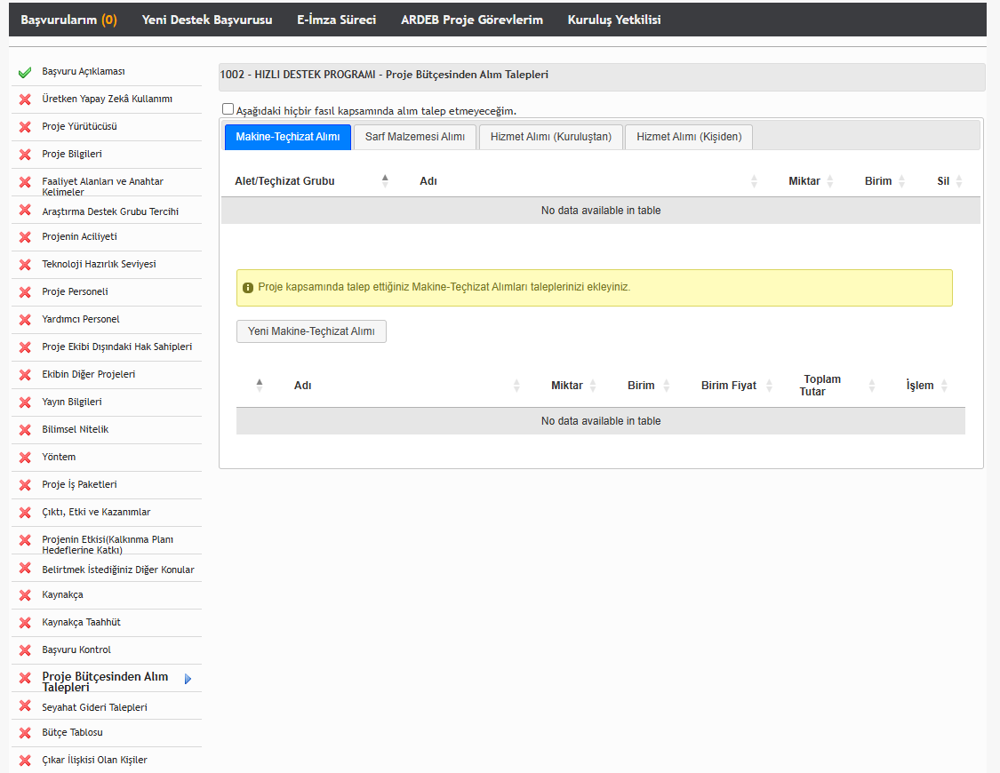 Başvurularım (0) Yeni Destek Başvurusu E-İmza Süreci ARDEB Proje Görevlerim Kuruluş Yetkilisi
Başvuru Açıklaması
Üretken Yapay Zekâ Kullanımı
Proje Yürütücüsü
Proje Bilgileri
Faaliyet Alanları ve Anahtar
Kelimeler
Araştırma Destek Grubu Tercihi
Projenin Aciliyeti
Teknoloji Hazırlık Seviyesi
Proje Personeli
Yardımcı Personel
Proje Ekibi Dışındaki Hak Sahipleri
Ekibin Diğer Projeleri
Yayın Bilgileri
Bilimsel Nitelik
Yöntem
Proje İş Paketleri
Çıktı, Etki ve Kazanımlar
Projenin Etkisi(Kalkınma Planı
Hedeflerine Katkı)
Belirtmek İstediğiniz Diğer Konular
Kaynakça
Kaynakça Taahhüt
Başvuru Kontrol
Proje Bütçesinden Alım
Talepleri
Seyahat Gideri Talepleri
Bütçe Tablosu
Çıkar İlişkisi Olan Kişiler
1002 - HIZLI DESTEK PROGRAMI - Proje Bütçesinden Alım Talepleri
Aşağıdaki hiçbir fasıl kapsamında alım talep etmeyeceğim.
Makine-Teçhizat Alımı Sarf Malzemesi Alımı Hizmet Alımı (Kuruluştan) Hizmet Alımı (Kişiden)
Alet/Teçhizat Grubu Adı Miktar Birim Sil
No data available in table
Proje kapsamında talep ettiğiniz Makine-Teçhizat Alımları taleplerinizi ekleyiniz.
Yeni Makine-Teçhizat Alımı
Adı Miktar Birim Birim Fiyat Toplam Tutar İşlem
No data available in table